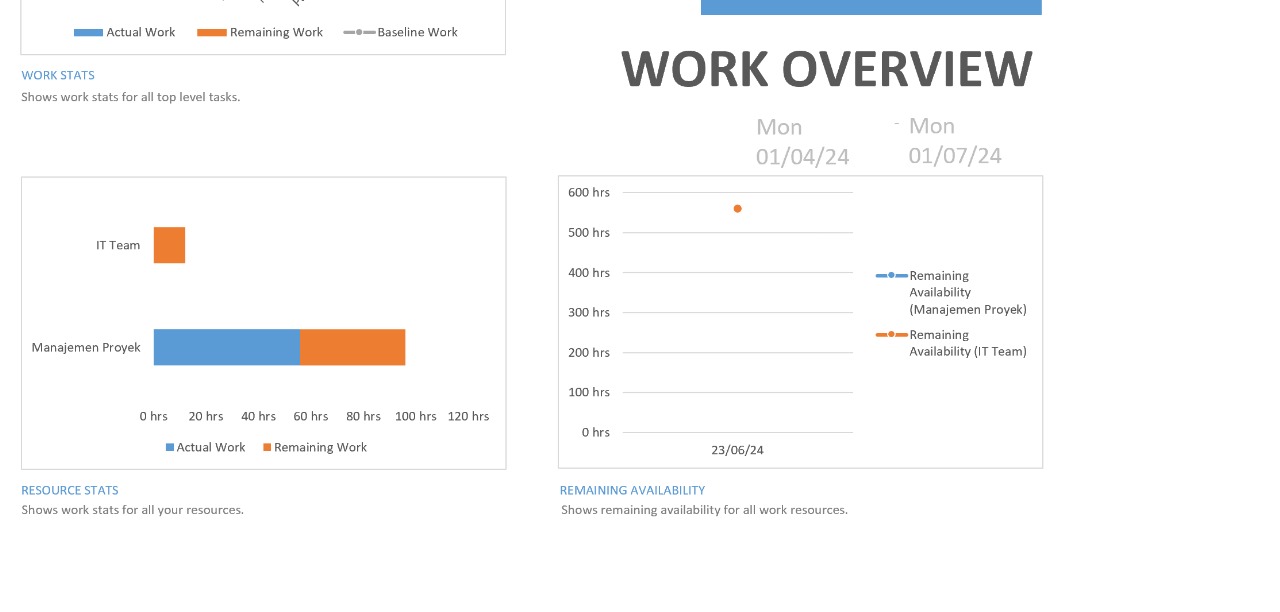 Actual Work
Remaining Work
Baseline Work
WORK STATS
Shows work stats for all top level tasks.
WORK OVERVIEW
Mon
01/04/24
-
Mon
01/07/24
IT Team
Manajemen Proyek
0 hrs
20 hrs
40 hrs
60 hrs
80 hrs
100 hrs
120 hrs
Actual Work
Remaining Work
RESOURCE STATS
Shows work stats for all your resources.
600 hrs
500 hrs
400 hrs
300 hrs
200 hrs
100 hrs
0 hrs
23/06/24
Remaining
Availability
(Manajemen Proyek)
Remaining
Availability (IT Team)
REMAINING AVAILABILITY
Shows remaining availability for all work resources.